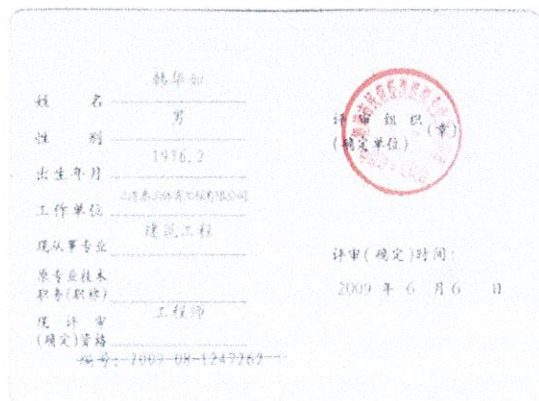 姓 名 韩华如
性 别 男
出生年月 1976.2
工作单位
现从事专业 建筑工程
原专业技术
职务(职称)
现 评 审
(确定)资格 工程师
编号：2009-08-1247262
评 审 组 织 (章)
(确定单位)
评审(确定)时间：
2009 年 6 月 6 日